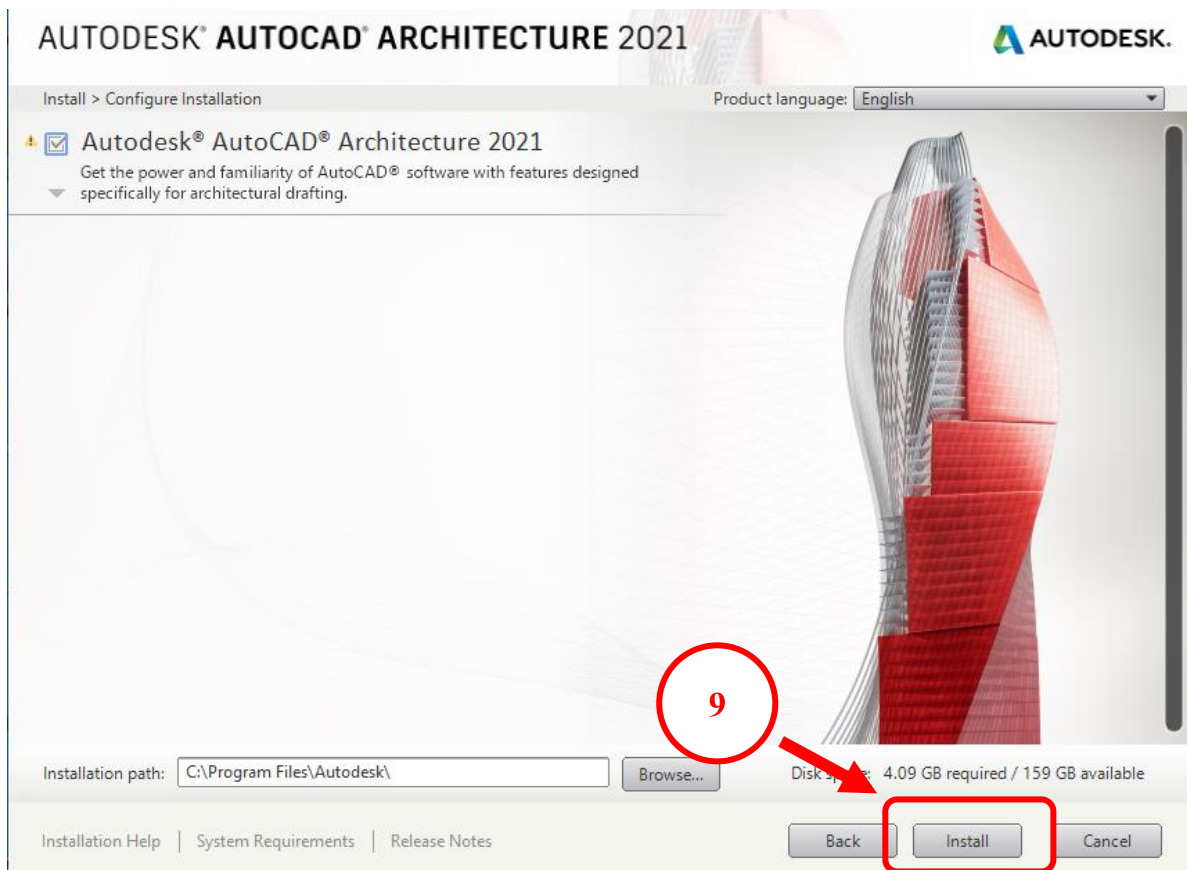 AUTODESK® AUTOCAD® ARCHITECTURE 2021
AUTODESK.
Install > Configure Installation
Product language: English
Autodesk® AutoCAD® Architecture 2021
Get the power and familiarity of AutoCAD® software with features designed
specifically for architectural drafting.
9
Installation path: C:\Program Files\Autodesk\ Browse...
Disk 4.09 GB required / 159 GB available
Installation Help | System Requirements | Release Notes
Back Install Cancel